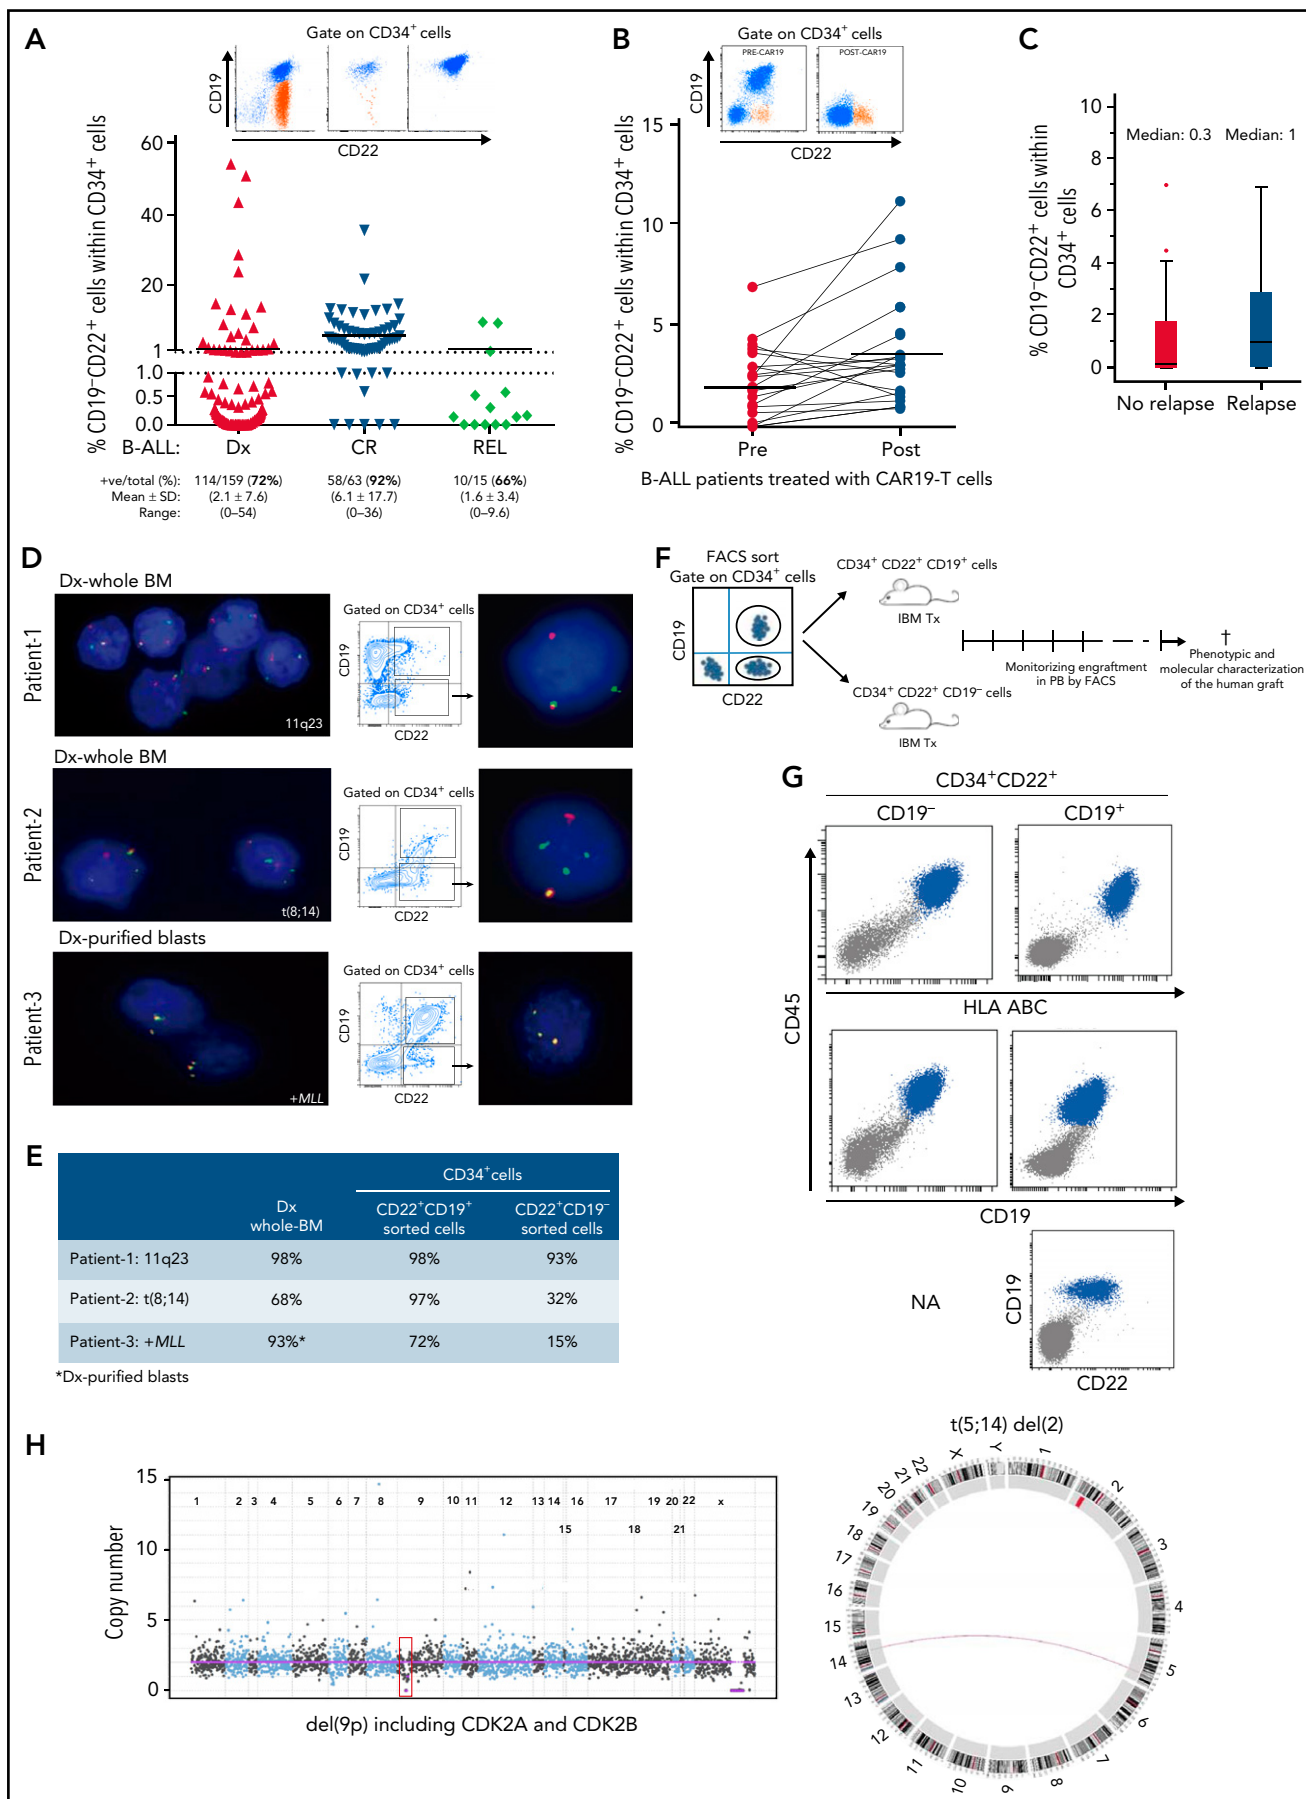 A
Gate on CD34+ cells
CD19
CD22
% CD19–CD22+ cells within CD34+ cells
60
40
20
1
1.0
0.5
0.0
B-ALL:
Dx
CR
REL
+ve/total (%):
114/159 (72%)
58/63 (92%)
10/15 (66%)
Mean ± SD:
(2.1 ± 7.6)
(6.1 ± 17.7)
(1.6 ± 3.4)
Range:
(0–54)
(0–36)
(0–9.6)
B
Gate on CD34+ cells
PRE-CAR19
POST-CAR19
CD19
CD22
% CD19–CD22+ cells within CD34+ cells
15
10
5
0
Pre
Post
B-ALL patients treated with CAR19-T cells
C
% CD19–CD22+ cells within
CD34+ cells
10
8
6
4
2
0
Median: 0.3
Median: 1
No relapse
Relapse
D
Dx-whole BM
Patient-1
11q23
Gated on CD34+ cells
CD19
CD22
Dx-whole BM
Patient-2
t(8;14)
Gated on CD34+ cells
CD19
CD22
Dx-purified blasts
Patient-3
+MLL
Gated on CD34+ cells
CD19
CD22
E
CD34+cells
Dx
whole-BM
CD22+CD19+
sorted cells
CD22+CD19–
sorted cells
Patient-1: 11q23
98%
98%
93%
Patient-2: t(8;14)
68%
97%
32%
Patient-3: +MLL
93%*
72%
15%
*Dx-purified blasts
F
FACS sort
Gate on CD34+ cells
CD19
CD22
CD34+ CD22+ CD19+ cells
IBM Tx
CD34+ CD22+ CD19– cells
IBM Tx
Monitorizing engraftment
in PB by FACS
†
Phenotypic and
molecular characterization
of the human graft
G
CD34+CD22+
CD19–
CD19+
CD45
HLA ABC
CD19
NA
CD19
CD22
H
Copy number
15
10
5
0
1
2
3
4
5
6
7
8
9
10
11
12
13
14
15
16
17
18
19
20
21
22
x
del(9p) including CDK2A and CDK2B
t(5;14) del(2)
1
2
3
4
5
6
7
8
9
10
11
12
13
14
15
16
17
18
19
20
21
22
X
Y